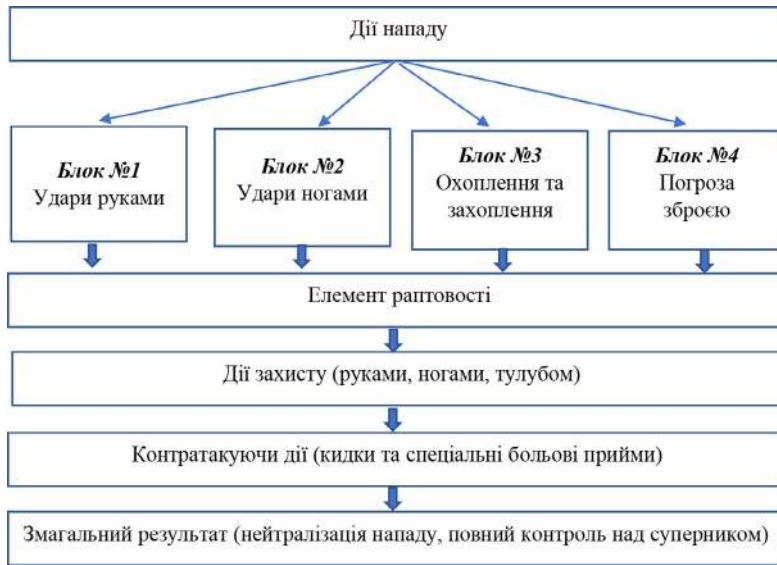 Дії нападу
Блок №1
Удари руками
Блок №2
Удари ногами
Блок №3
Охоплення та
захоплення
Блок №4
Погроза
зброєю
Елемент раптовості
Дії захисту (руками, ногами, тулубом)
Контратакуючи дії (кидки та спеціальні больові прийми)
Змагальний результат (нейтралізація нападу, повний контроль над суперником)